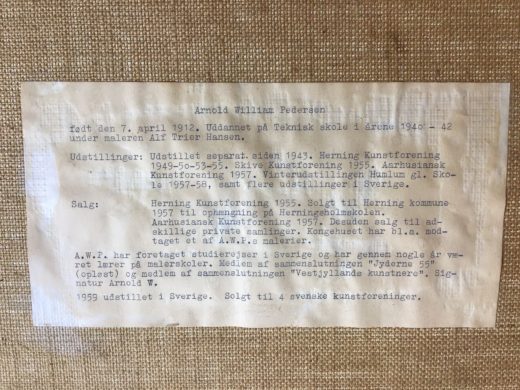 Arnold William Pedersen
født den 7. april 1912. Uddannet på Teknisk skole i årene 1940 - 42
under maleren Alf Trier Hansen.
Udstillinger: Udstillet separat siden 1943. Herning Kunstforening
1949-50-53-55. Skive Kunstforening 1955. Aarhusiansk
Kunstforening 1957. Vinterudstillingen Humlum gl. Sko-
le 1957-58, samt flere udstillinger i Sverige.
Salg: Herning Kunstforening 1955. Solgt til Herning kommune
1957 til ophængning på Herningsholmskolen.
Aarhusiansk Kunstforening 1957. Desuden salg til ad-
skillige private samlinger. Kongehuset har bl.a. mod-
taget et af A.W.P.s malerier.
A.W.P. har foretaget studierejser i Sverige og har gennem nogle år væ-
ret lærer på malerskoler. Medlem af sammenslutningen "Jyderne 55"
(opløst) og medlem af sammenslutningen "Vestjyllands kunstnere". Sig-
natur Arnold W.
1959 udstillet i Sverige. Solgt til 4 svenske kunstforeninger.